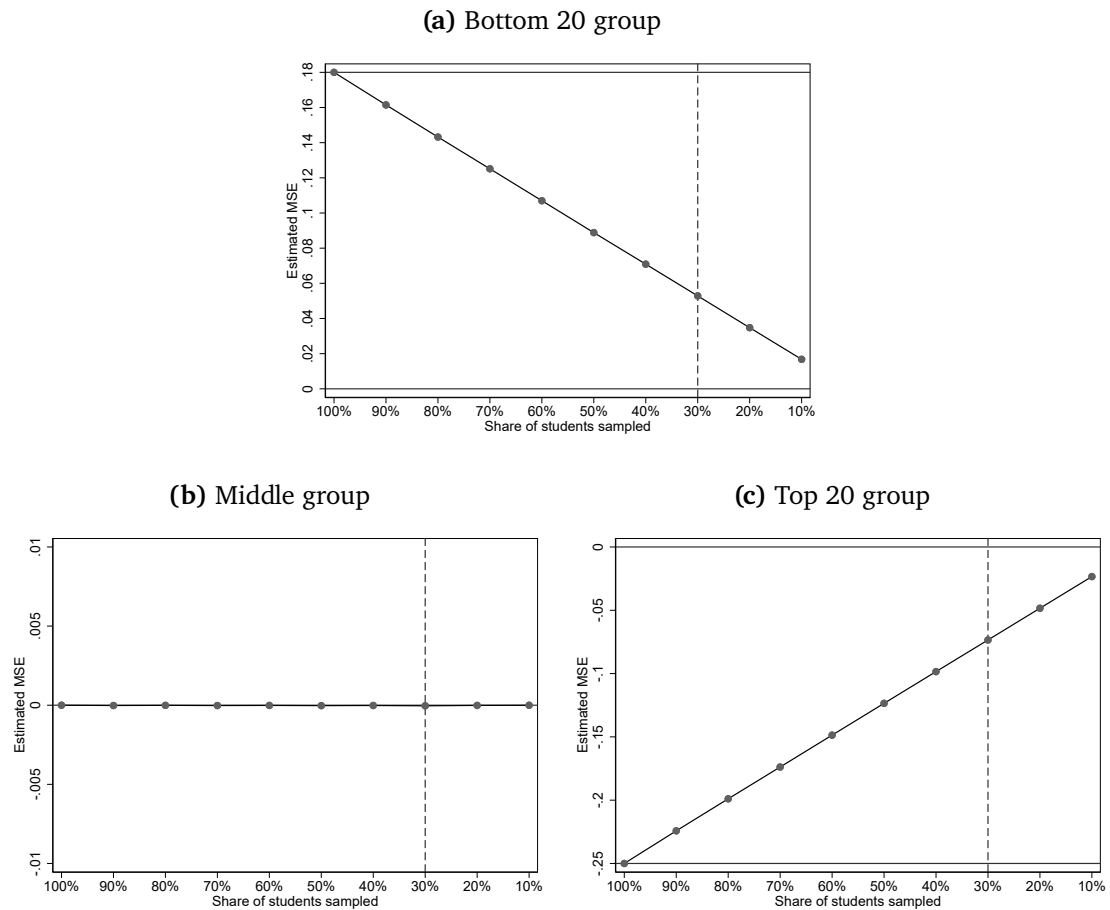 (a) Bottom 20 group
Estimated MSE
.18
.16
.14
.12
.1
.08
.06
.04
.02
0
100% 90% 80% 70% 60% 50% 40% 30% 20% 10%
Share of students sampled
(b) Middle group
Estimated MSE
.01
.005
0
-.005
-.01
100% 90% 80% 70% 60% 50% 40% 30% 20% 10%
Share of students sampled
(c) Top 20 group
Estimated MSE
0
-.05
-.1
-.15
-.2
-.25
100% 90% 80% 70% 60% 50% 40% 30% 20% 10%
Share of students sampled